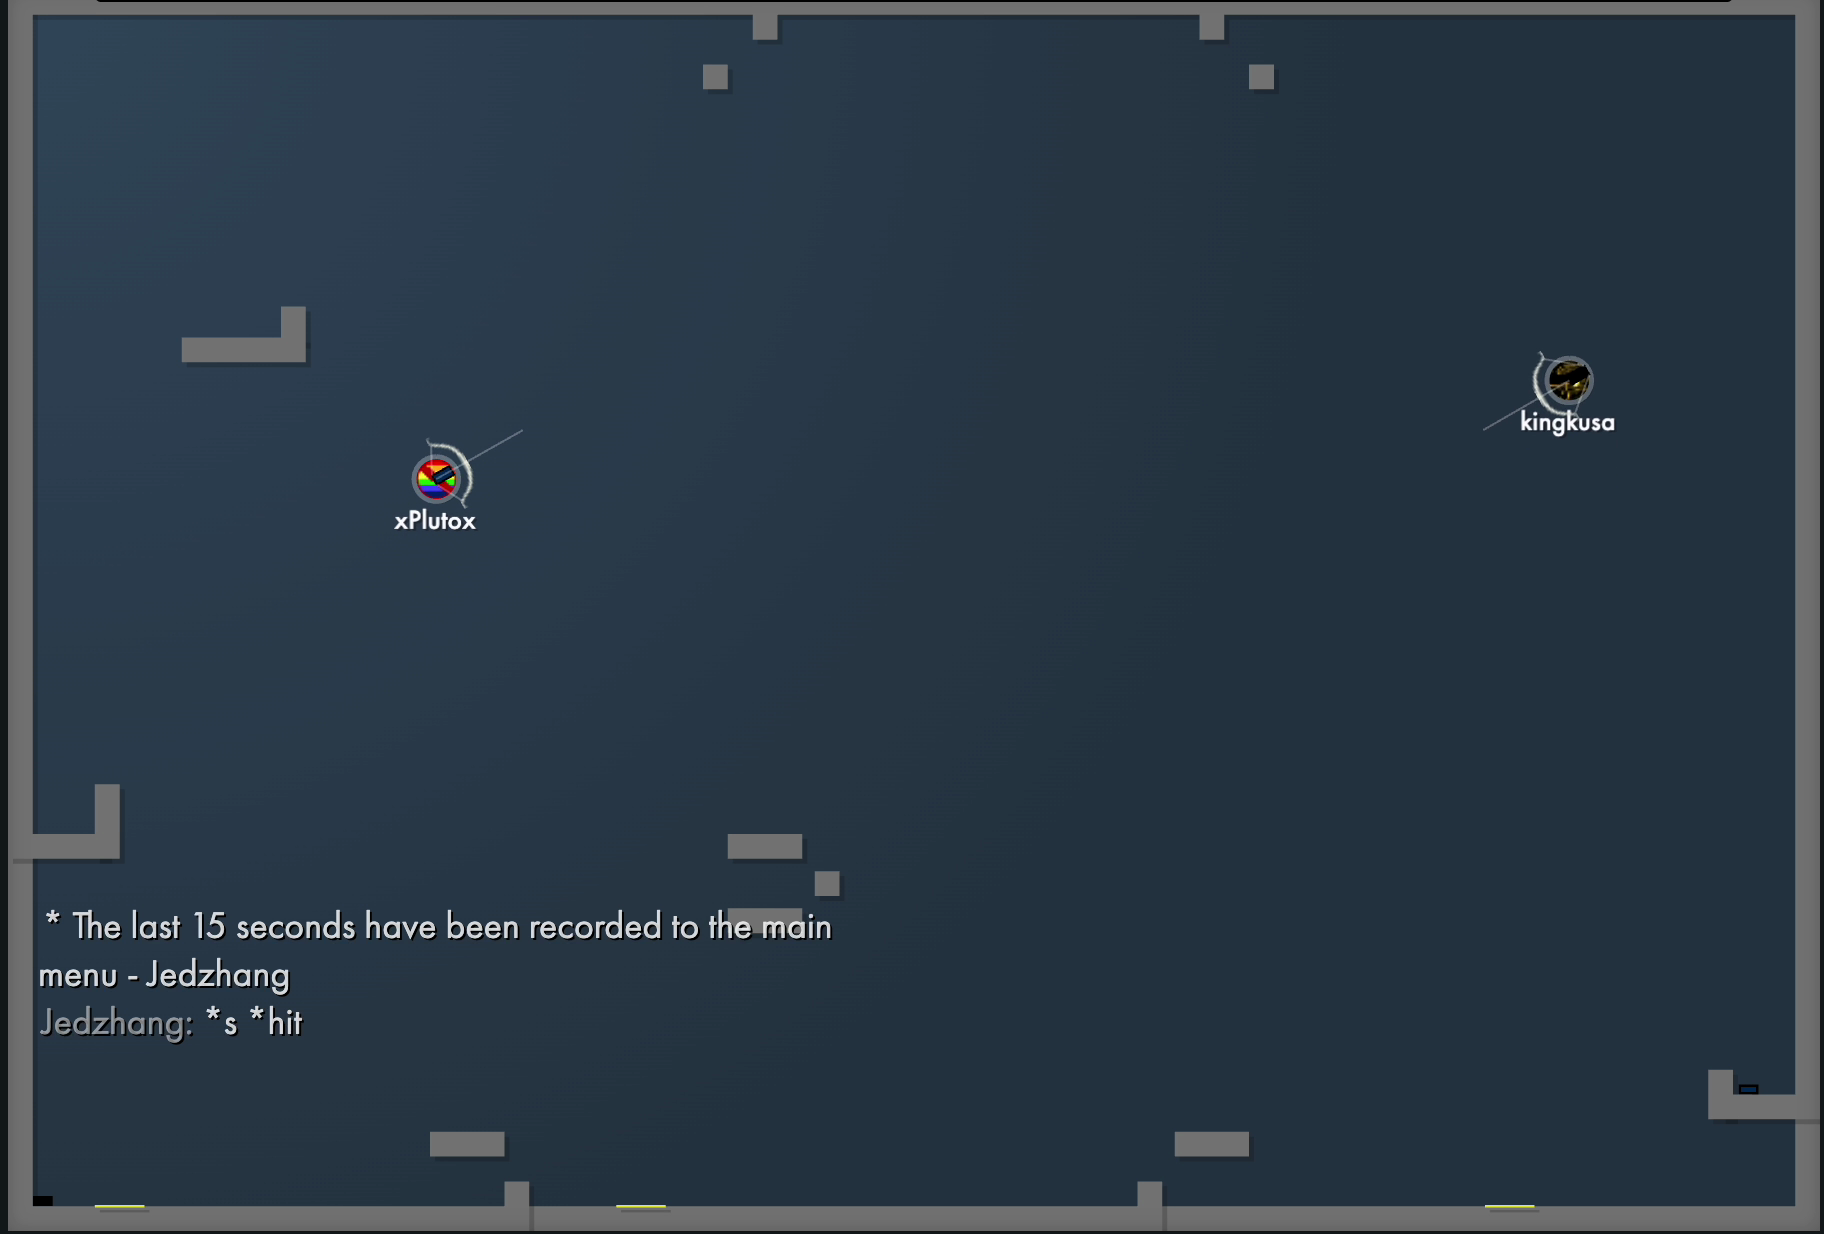 kingkusa
xPlutox
* The last 15 seconds have been recorded to the main
menu - Jedzhang
Jedzhang: *s *hit